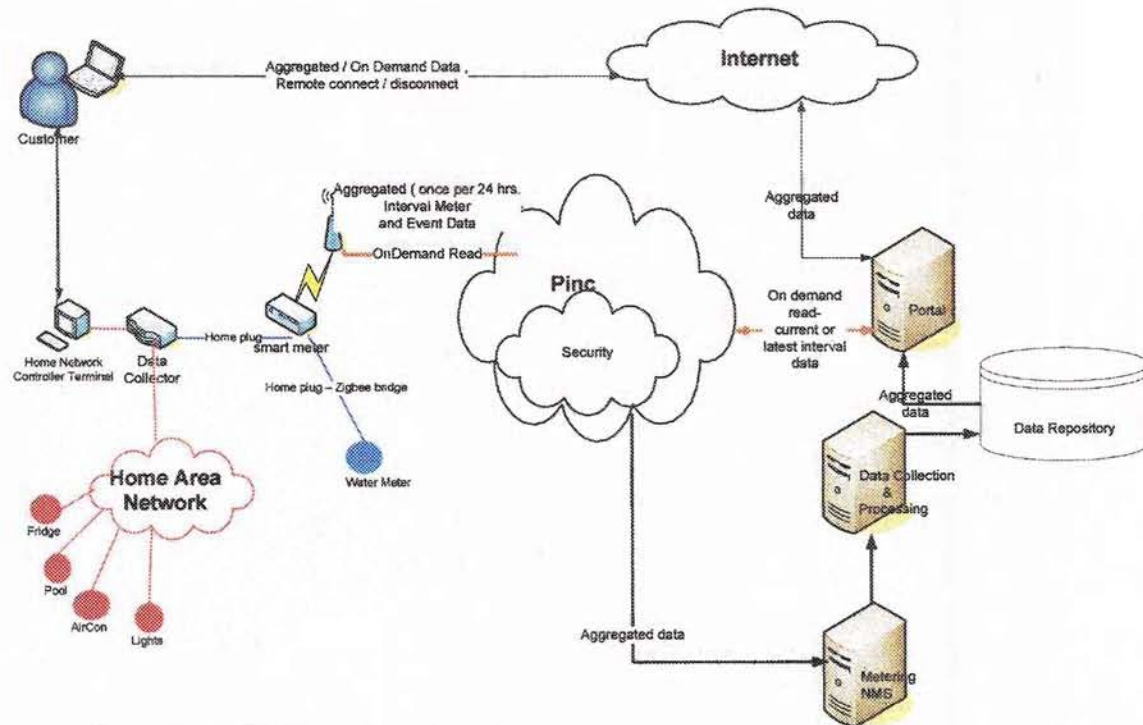 Internet
Aggregated / On Demand Data ,
Remote connect / disconnect
Customer
Aggregated ( once per 24 hrs.
Interval Meter
and Event Data
OnDemand Read
Aggregated
data
Pinc
Security
On demand
read-
current or
latest interval
data
Portal
Home Network
Controller Terminal
Data
Collector
Home plug
smart meter
Home plug – Zigbee bridge
Water Meter
Aggregated
data
Data Repository
Data Collection
&
Processing
Home Area
Network
Fridge
Pool
AirCon
Lights
Aggregated data
Metering
NMS